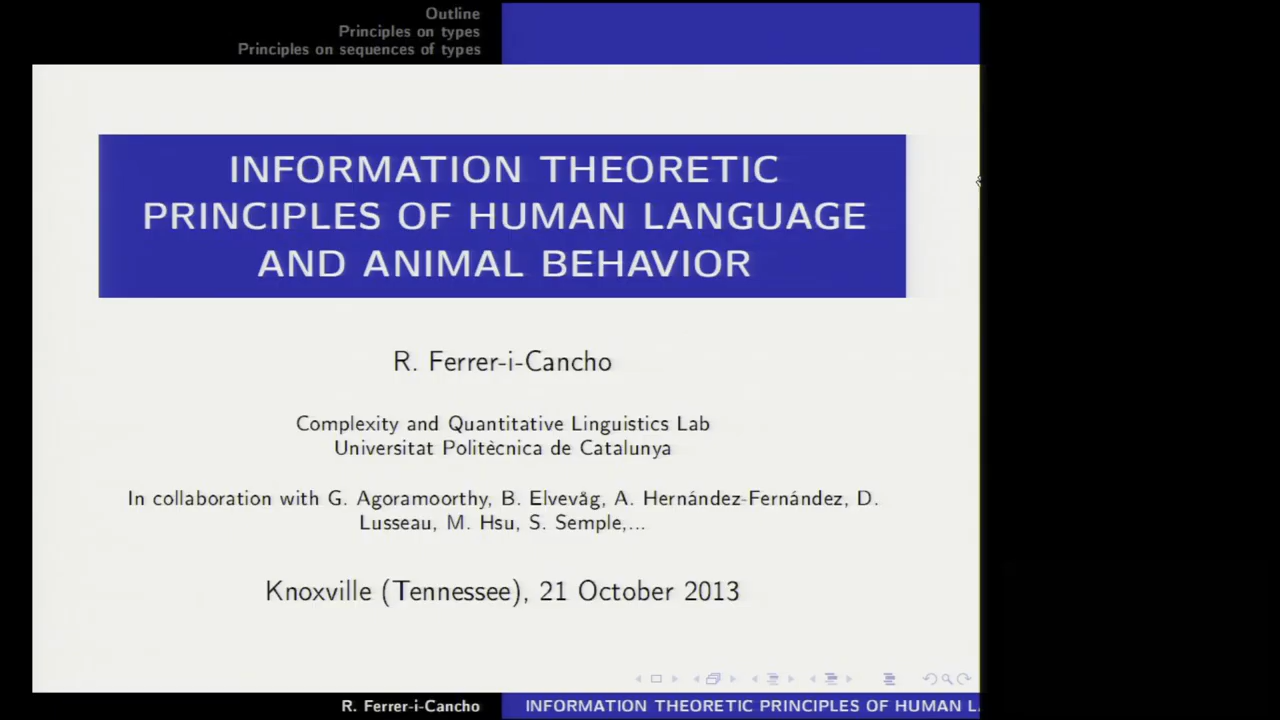 Outline
Principles on types
Principles on sequences of types
INFORMATION THEORETIC
PRINCIPLES OF HUMAN LANGUAGE
AND ANIMAL BEHAVIOR
R. Ferrer-i-Cancho
Complexity and Quantitative Linguistics Lab
Universitat Politècnica de Catalunya
In collaboration with G. Agoramoorthy, B. Elvevåg, A. Hernández-Fernández, D.
Lusseau, M. Hsu, S. Semple,...
Knoxville (Tennessee), 21 October 2013
R. Ferrer-i-Cancho
INFORMATION THEORETIC PRINCIPLES OF HUMAN L